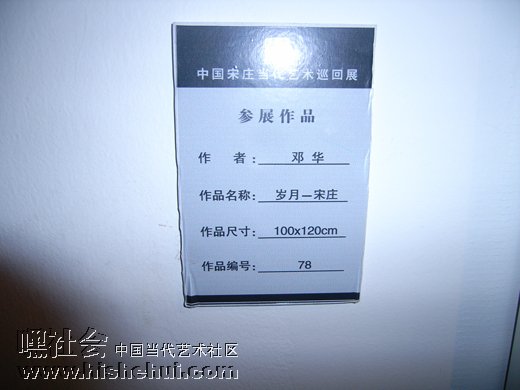 中国宋庄当代艺术巡回展
参展作品
作 者: 邓 华
作品名称: 岁月—宋庄
作品尺寸: 100x120cm
作品编号: 78
嘿社会 中国当代艺术社区
www.hishehui.com